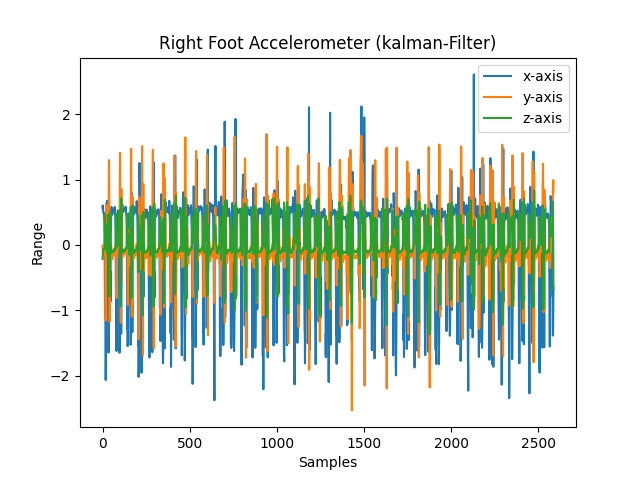 Right Foot Accelerometer (kalman-Filter)
x-axis
y-axis
z-axis
Range
2
1
0
−1
−2
0
500
1000
1500
2000
2500
Samples